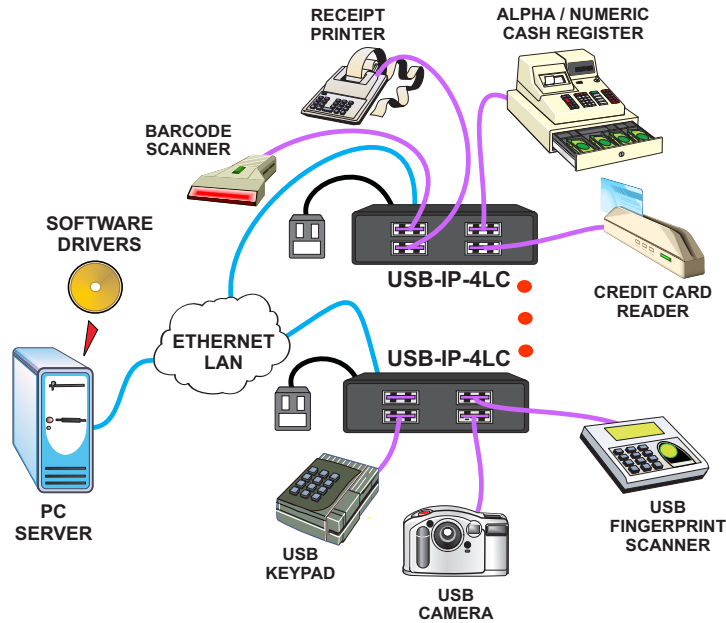 RECEIPT
PRINTER
ALPHA / NUMERIC
CASH REGISTER
BARCODE
SCANNER
SOFTWARE
DRIVERS
USB-IP-4LC
CREDIT CARD
READER
ETHERNET
LAN
USB-IP-4LC
PC
SERVER
USB
KEYPAD
USB
CAMERA
USB
FINGERPRINT
SCANNER